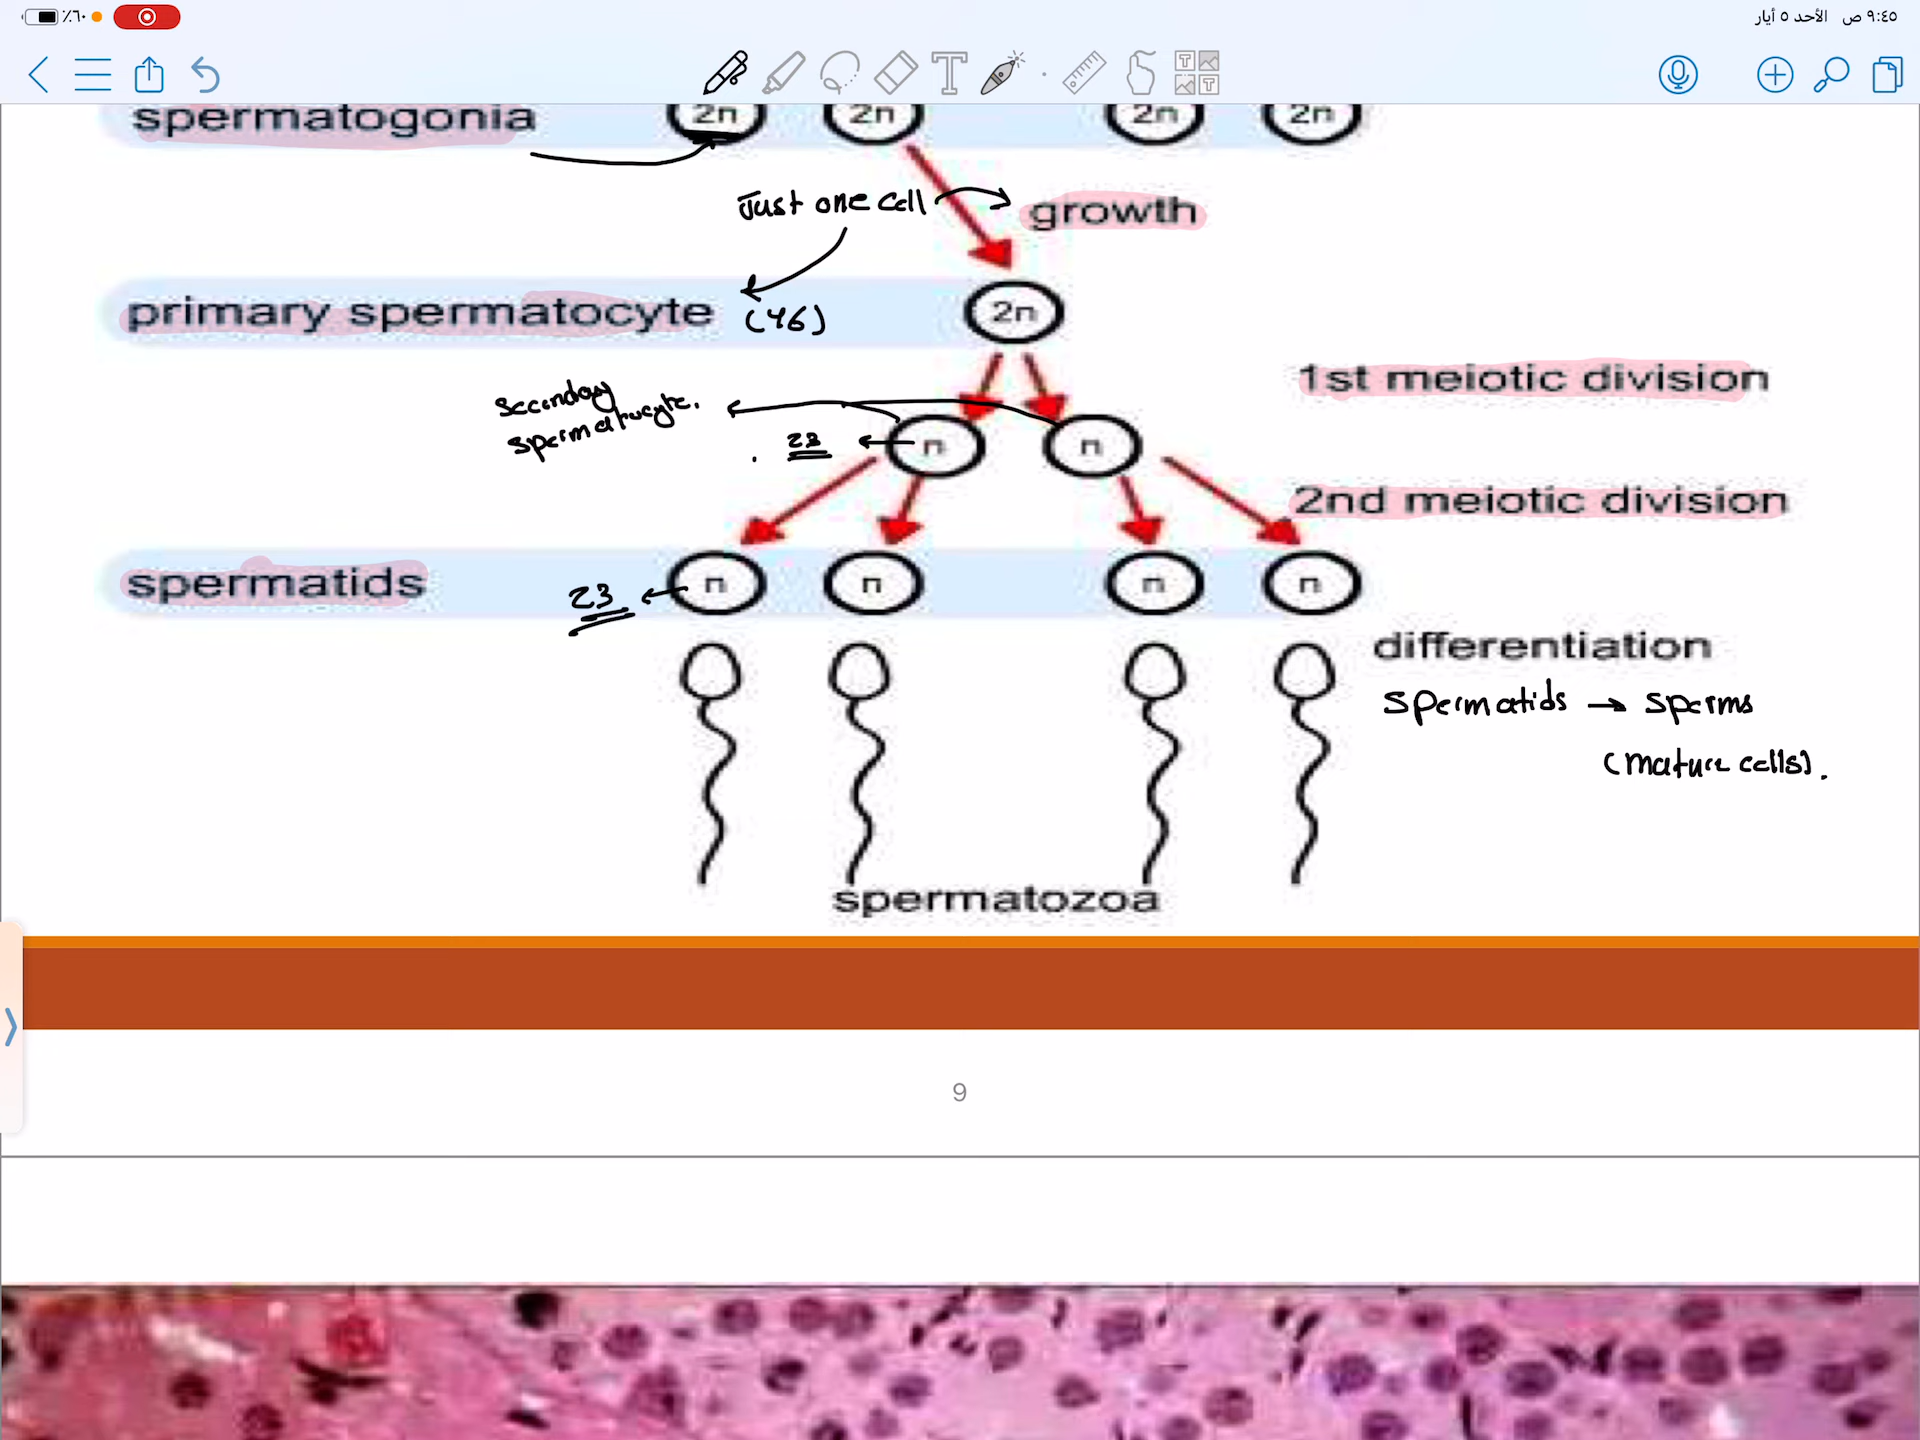 ٪٦٠
٩:٤٥ ص الأحد ٥ أيار
spermatogonia 2n 2n 2n 2n
Just one cell growth
primary spermatocyte (46) 2n
1st meiotic division
secondary
spermatocyte.
23 n n
2nd meiotic division
spermatids 23 n n n n
differentiation
spermatids → sperms
(mature cells).
spermatozoa
9